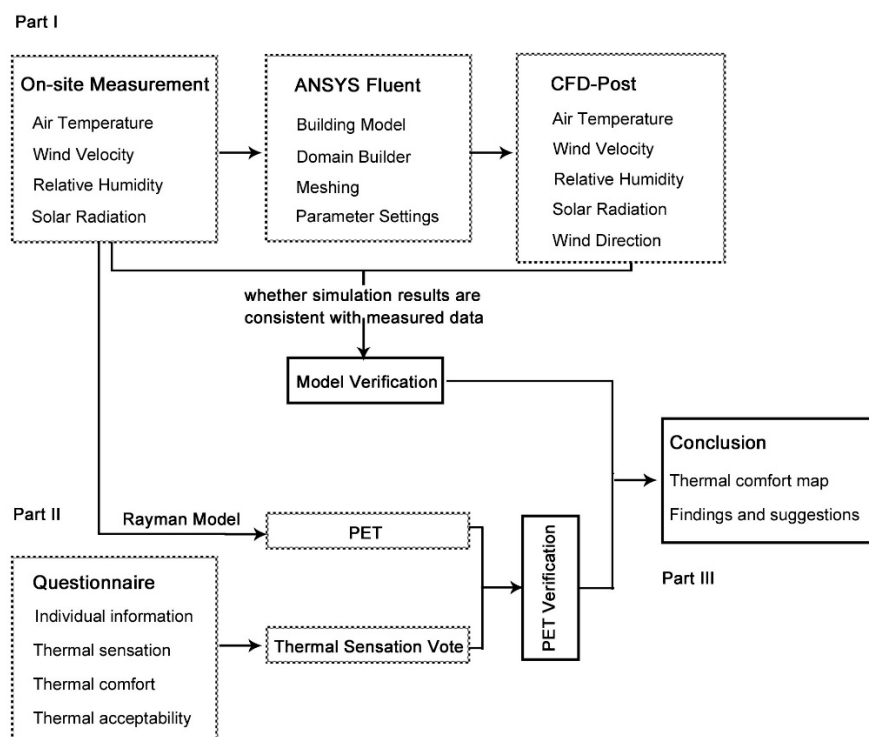 Part I
On-site Measurement
Air Temperature
Wind Velocity
Relative Humidity
Solar Radiation
ANSYS Fluent
Building Model
Domain Builder
Meshing
Parameter Settings
CFD-Post
Air Temperature
Wind Velocity
Relative Humidity
Solar Radiation
Wind Direction
whether simulation results are
consistent with measured data
Model Verification
Conclusion
Thermal comfort map
Findings and suggestions
Part III
Part II
Rayman Model
PET
Questionnaire
Individual information
Thermal sensation
Thermal comfort
Thermal acceptability
Thermal Sensation Vote
PET Verification